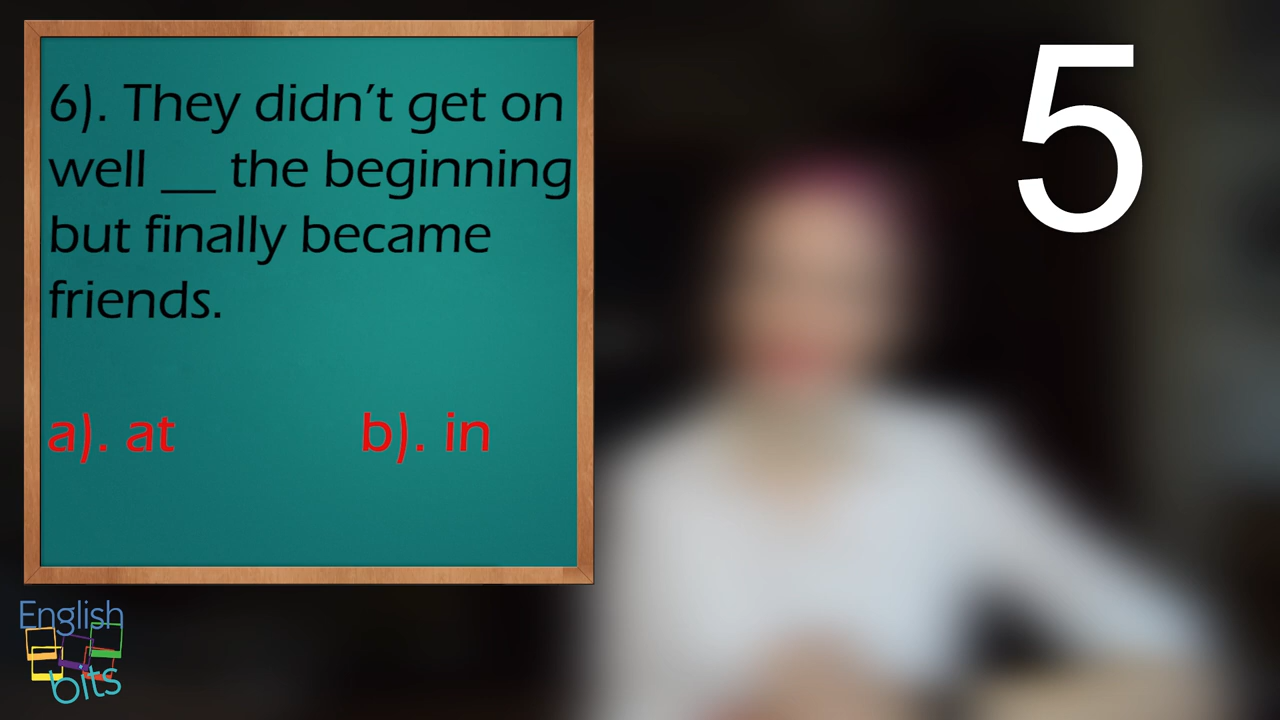 6). They didn't get on
well __ the beginning
but finally became
friends.
a). at b). in
5
English
bits